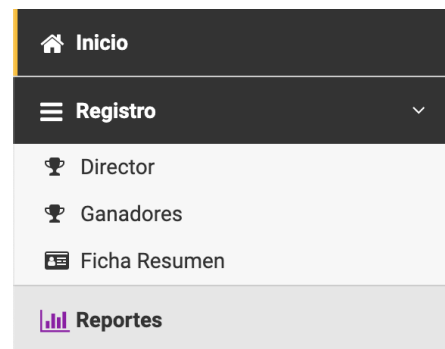 Inicio
Registro
Director
Ganadores
Ficha Resumen
Reportes